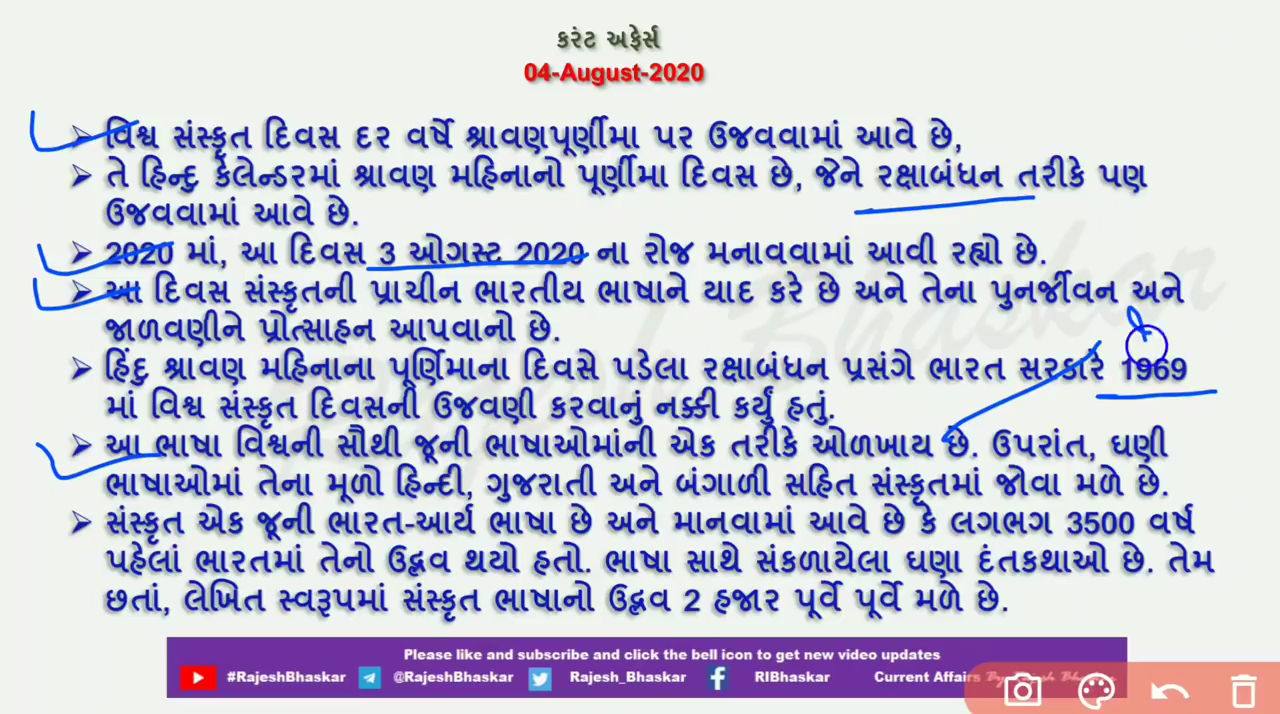 કરંટ અફેર્સ
04-August-2020
➢ વિશ્વ સંસ્કૃત દિવસ દર વર્ષે શ્રાવણપૂર્ણીમા પર ઉજવવામાં આવે છે,
➢ તે હિન્દુ કેલેન્ડરમાં શ્રાવણ મહિનાનો પૂર્ણીમા દિવસ છે, જેને રક્ષાબંધન તરીકે પણ
ઉજવવામાં આવે છે.
➢ 2020 માં, આ દિવસ 3 ઓગસ્ટ 2020 ના રોજ મનાવવામાં આવી રહ્યો છે.
➢ આ દિવસ સંસ્કૃતની પ્રાચીન ભારતીય ભાષાને યાદ કરે છે અને તેના પુનર્જીવન અને
જાળવણીને પ્રોત્સાહન આપવાનો છે.
➢ હિંદુ શ્રાવણ મહિનાના પૂર્ણિમાના દિવસે પડેલા રક્ષાબંધન પ્રસંગે ભારત સરકારે 1969
માં વિશ્વ સંસ્કૃત દિવસની ઉજવણી કરવાનું નક્કી કર્યું હતું.
➢ આ ભાષા વિશ્વની સૌથી જૂની ભાષાઓમાંની એક તરીકે ઓળખાય છે. ઉપરાંત, ઘણી
ભાષાઓમાં તેના મૂળો હિન્દી, ગુજરાતી અને બંગાળી સહિત સંસ્કૃતમાં જોવા મળે છે.
➢ સંસ્કૃત એક જૂની ભારત-આર્ય ભાષા છે અને માનવામાં આવે છે કે લગભગ 3500 વર્ષ
પહેલાં ભારતમાં તેનો ઉદ્ભવ થયો હતો. ભાષા સાથે સંકળાયેલા ઘણા દંતકથાઓ છે. તેમ
છતાં, લેખિત સ્વરૂપમાં સંસ્કૃત ભાષાનો ઉદ્ભવ 2 હજાર પૂર્વે પૂર્વે મળે છે.
Please like and subscribe and click the bell icon to get new video updates
#RajeshBhaskar @RajeshBhaskar Rajesh_Bhaskar RIBhaskar Current Affairs